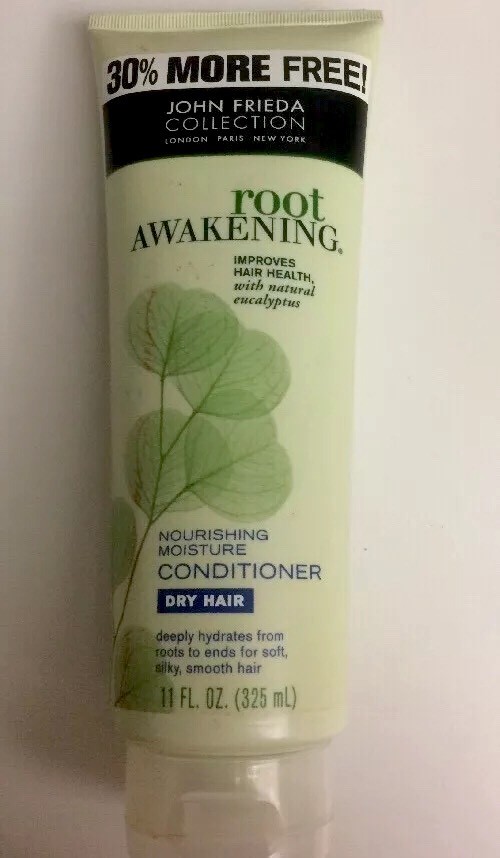 30% MORE FREE!
JOHN FRIEDA
COLLECTION
LONDON PARIS NEW YORK
root
AWAKENING®
IMPROVES
HAIR HEALTH,
with natural
eucalyptus
NOURISHING
MOISTURE
CONDITIONER
DRY HAIR
deeply hydrates from
roots to ends for soft,
silky, smooth hair
11 FL. OZ. (325 mL)